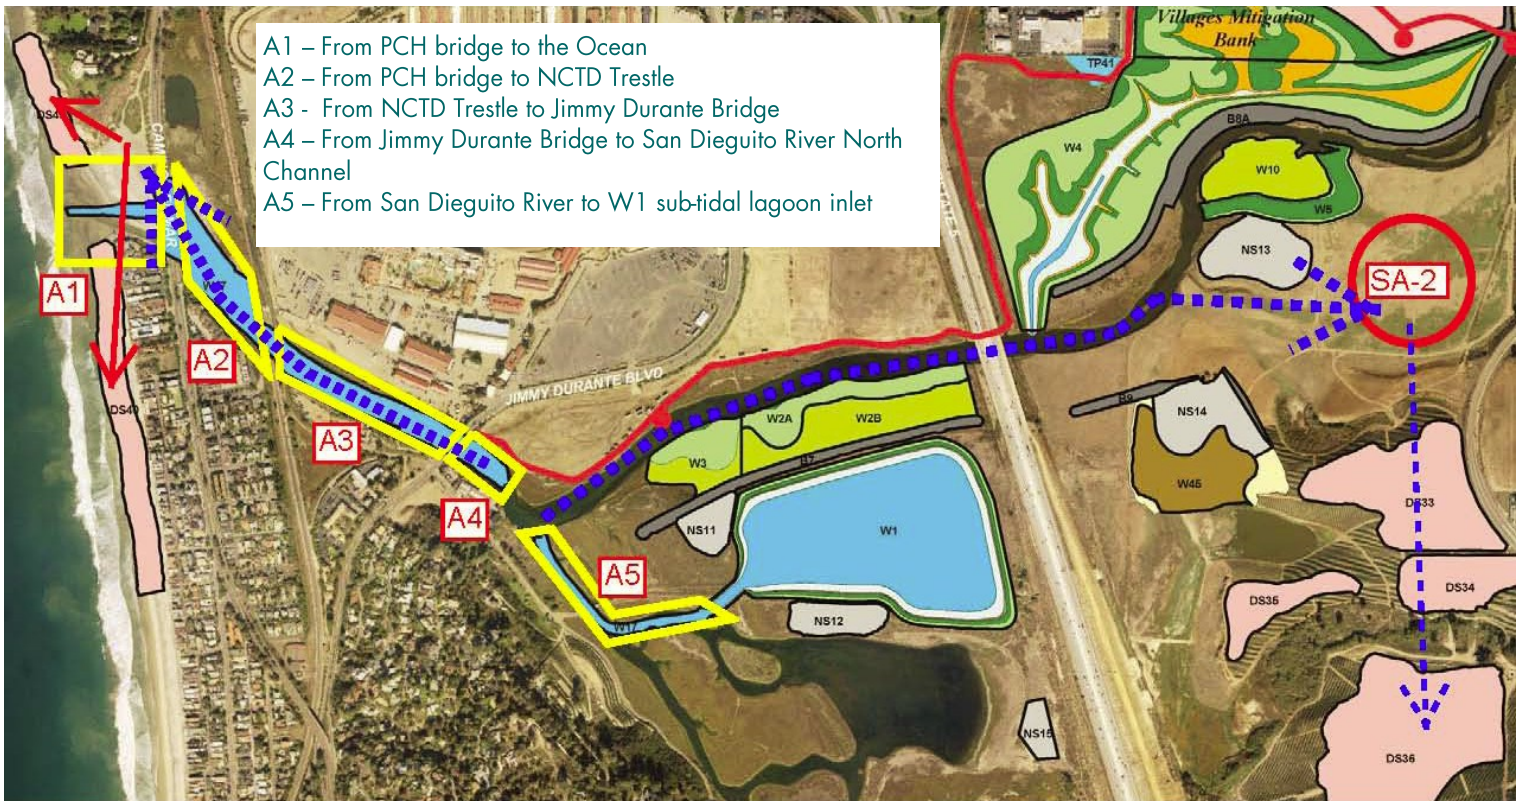 A1 – From PCH bridge to the Ocean
A2 – From PCH bridge to NCTD Trestle
A3 - From NCTD Trestle to Jimmy Durante Bridge
A4 – From Jimmy Durante Bridge to San Dieguito River North
Channel
A5 – From San Dieguito River to W1 sub-tidal lagoon inlet
Villages Mitigation
Bank
TP41
B8A
W4
W10
W5
NS13
SA-2
A1
A2
A3
A4
A5
JIMMY DURANTE BLVD
DS40
W2A
W2B
W3
B7
NS11
W1
NS12
W17
B9
NS14
W45
DS33
DS34
DS35
DS36
NS15